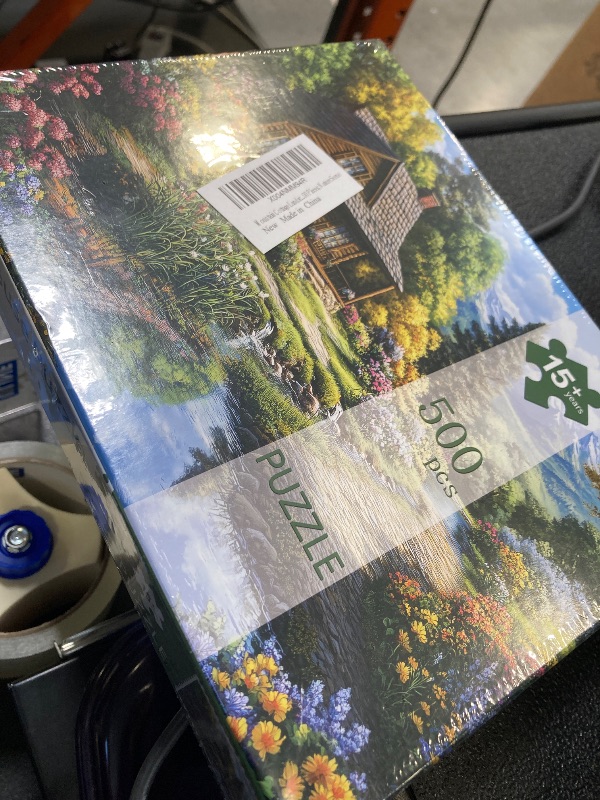 New Made in China
15+
years
500
pcs
PUZZLE